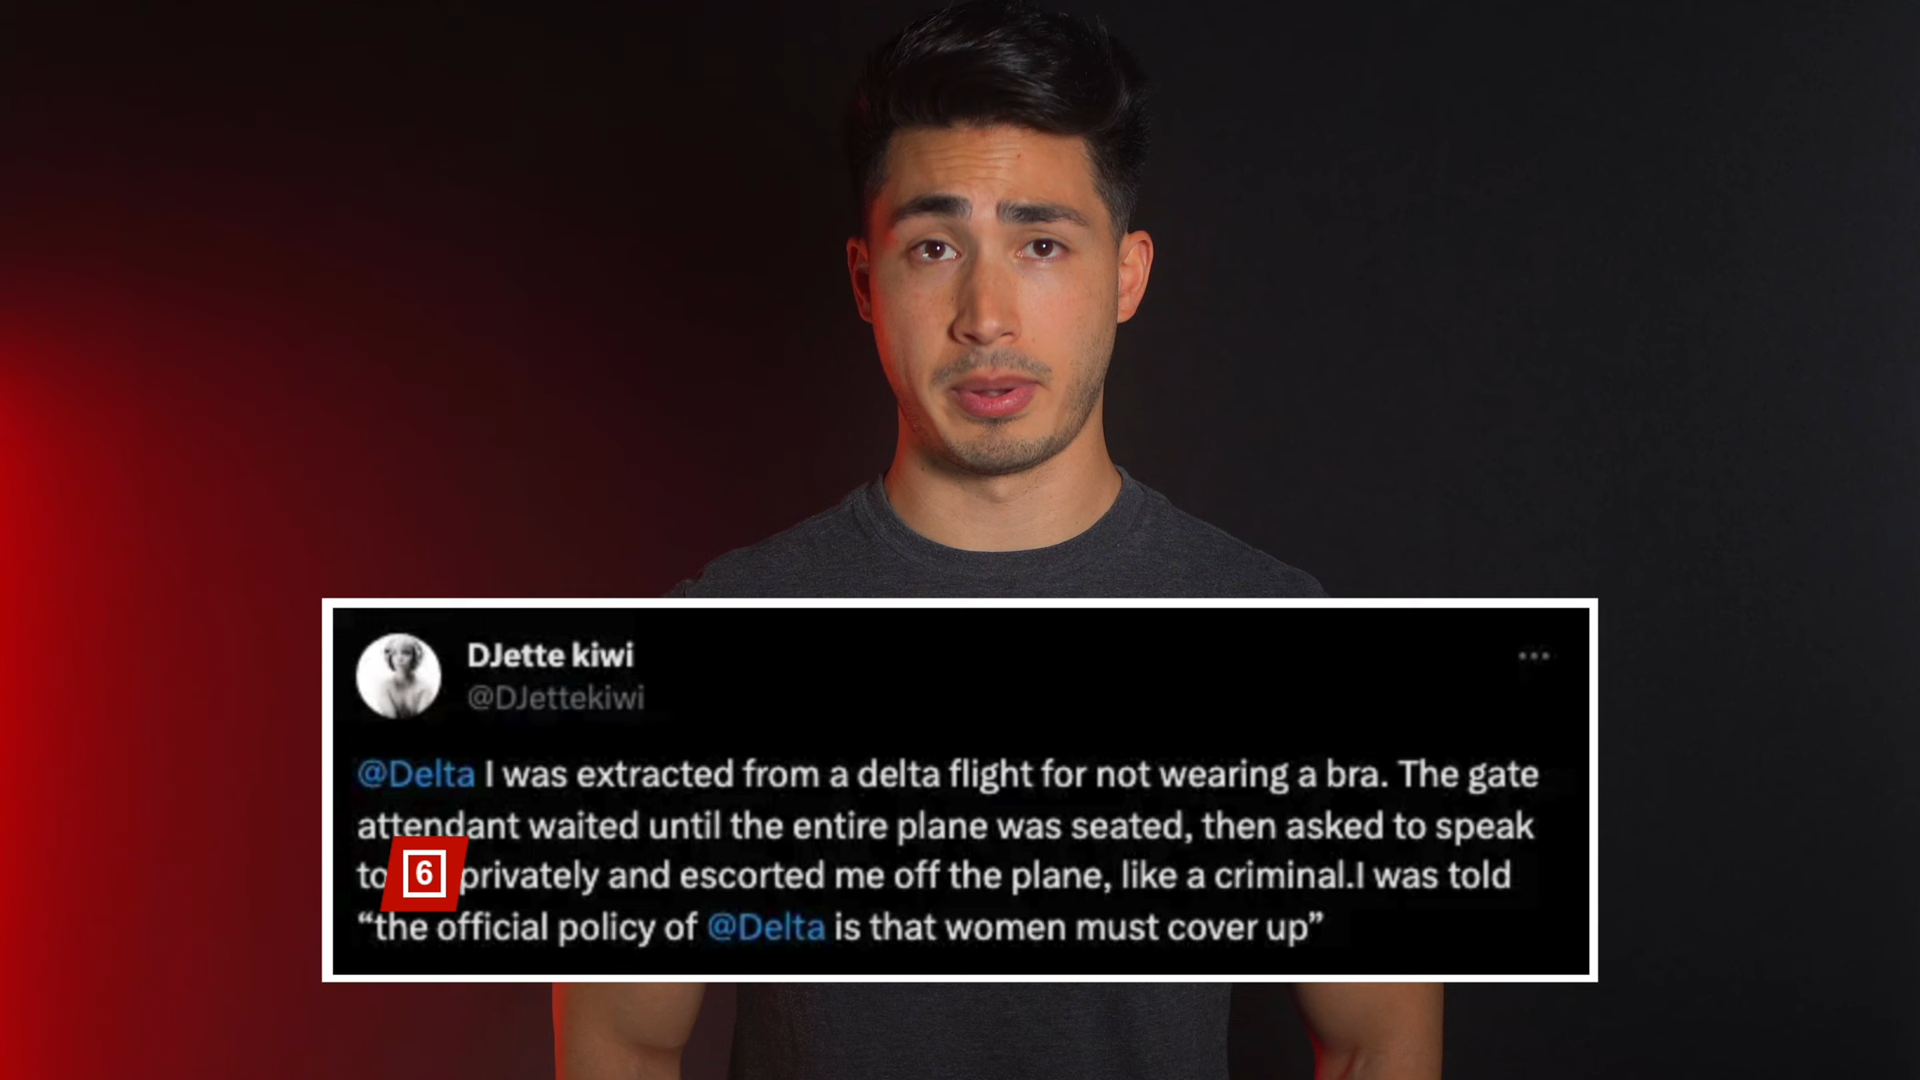 DJette kiwi
@DJettekiwi
@Delta I was extracted from a delta flight for not wearing a bra. The gate
attendant waited until the entire plane was seated, then asked to speak
to privately and escorted me off the plane, like a criminal.I was told
6
“the official policy of @Delta is that women must cover up”